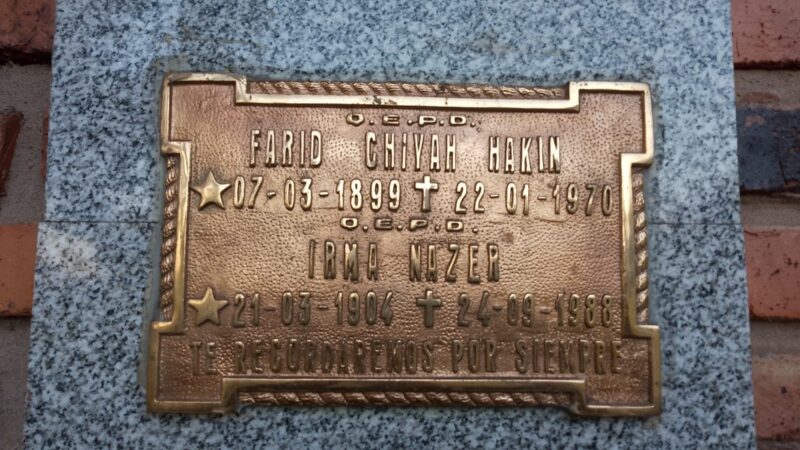 Q.E.P.D.
FARID CHIVAH HAKIN
07-03-1899 22-01-1970
Q.E.P.D.
IRMA NAZER
21-03-1904 24-09-1988
TE RECORDAREMOS POR SIEMPRE